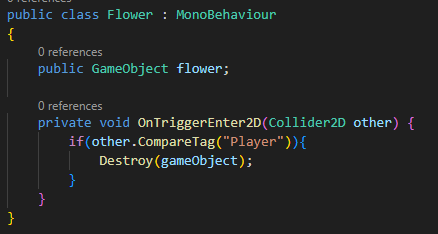 0 references
public class Flower : MonoBehaviour
{
0 references
public GameObject flower;
0 references
private void OnTriggerEnter2D(Collider2D other) {
if(other.CompareTag("Player")){
Destroy(gameObject);
}
}
}